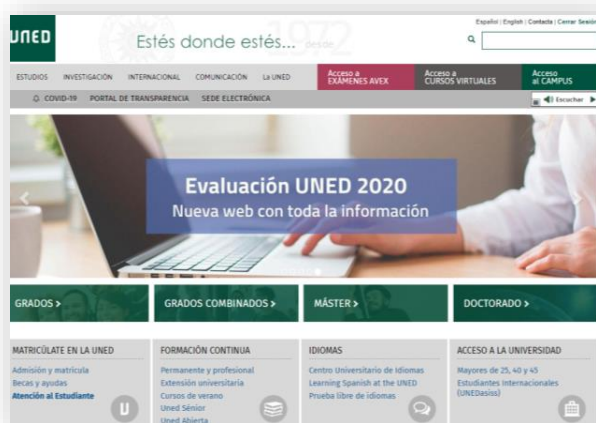 Español | English | Contacta | Cerrar Sesión
UNED
Estés donde estés... desde 1972
ESTUDIOS INVESTIGACIÓN INTERNACIONAL COMUNICACIÓN La UNED
Acceso a
EXÁMENES AVEX
Acceso a
CURSOS VIRTUALES
Acceso
al CAMPUS
COVID-19 PORTAL DE TRANSPARENCIA SEDE ELECTRÓNICA
Escuchar
Evaluación UNED 2020
Nueva web con toda la información
GRADOS >
GRADOS COMBINADOS >
MÁSTER >
DOCTORADO >
MATRICÚLATE EN LA UNED
Admisión y matrícula
Becas y ayudas
Atención al Estudiante
U
FORMACIÓN CONTINUA
Permanente y profesional
Extensión universitaria
Cursos de verano
Uned Sénior
Uned Abierta
IDIOMAS
Centro Universitario de Idiomas
Learning Spanish at the UNED
Prueba libre de idiomas
ACCESO A LA UNIVERSIDAD
Mayores de 25, 40 y 45
Estudiantes Internacionales
(UNEDasiss)